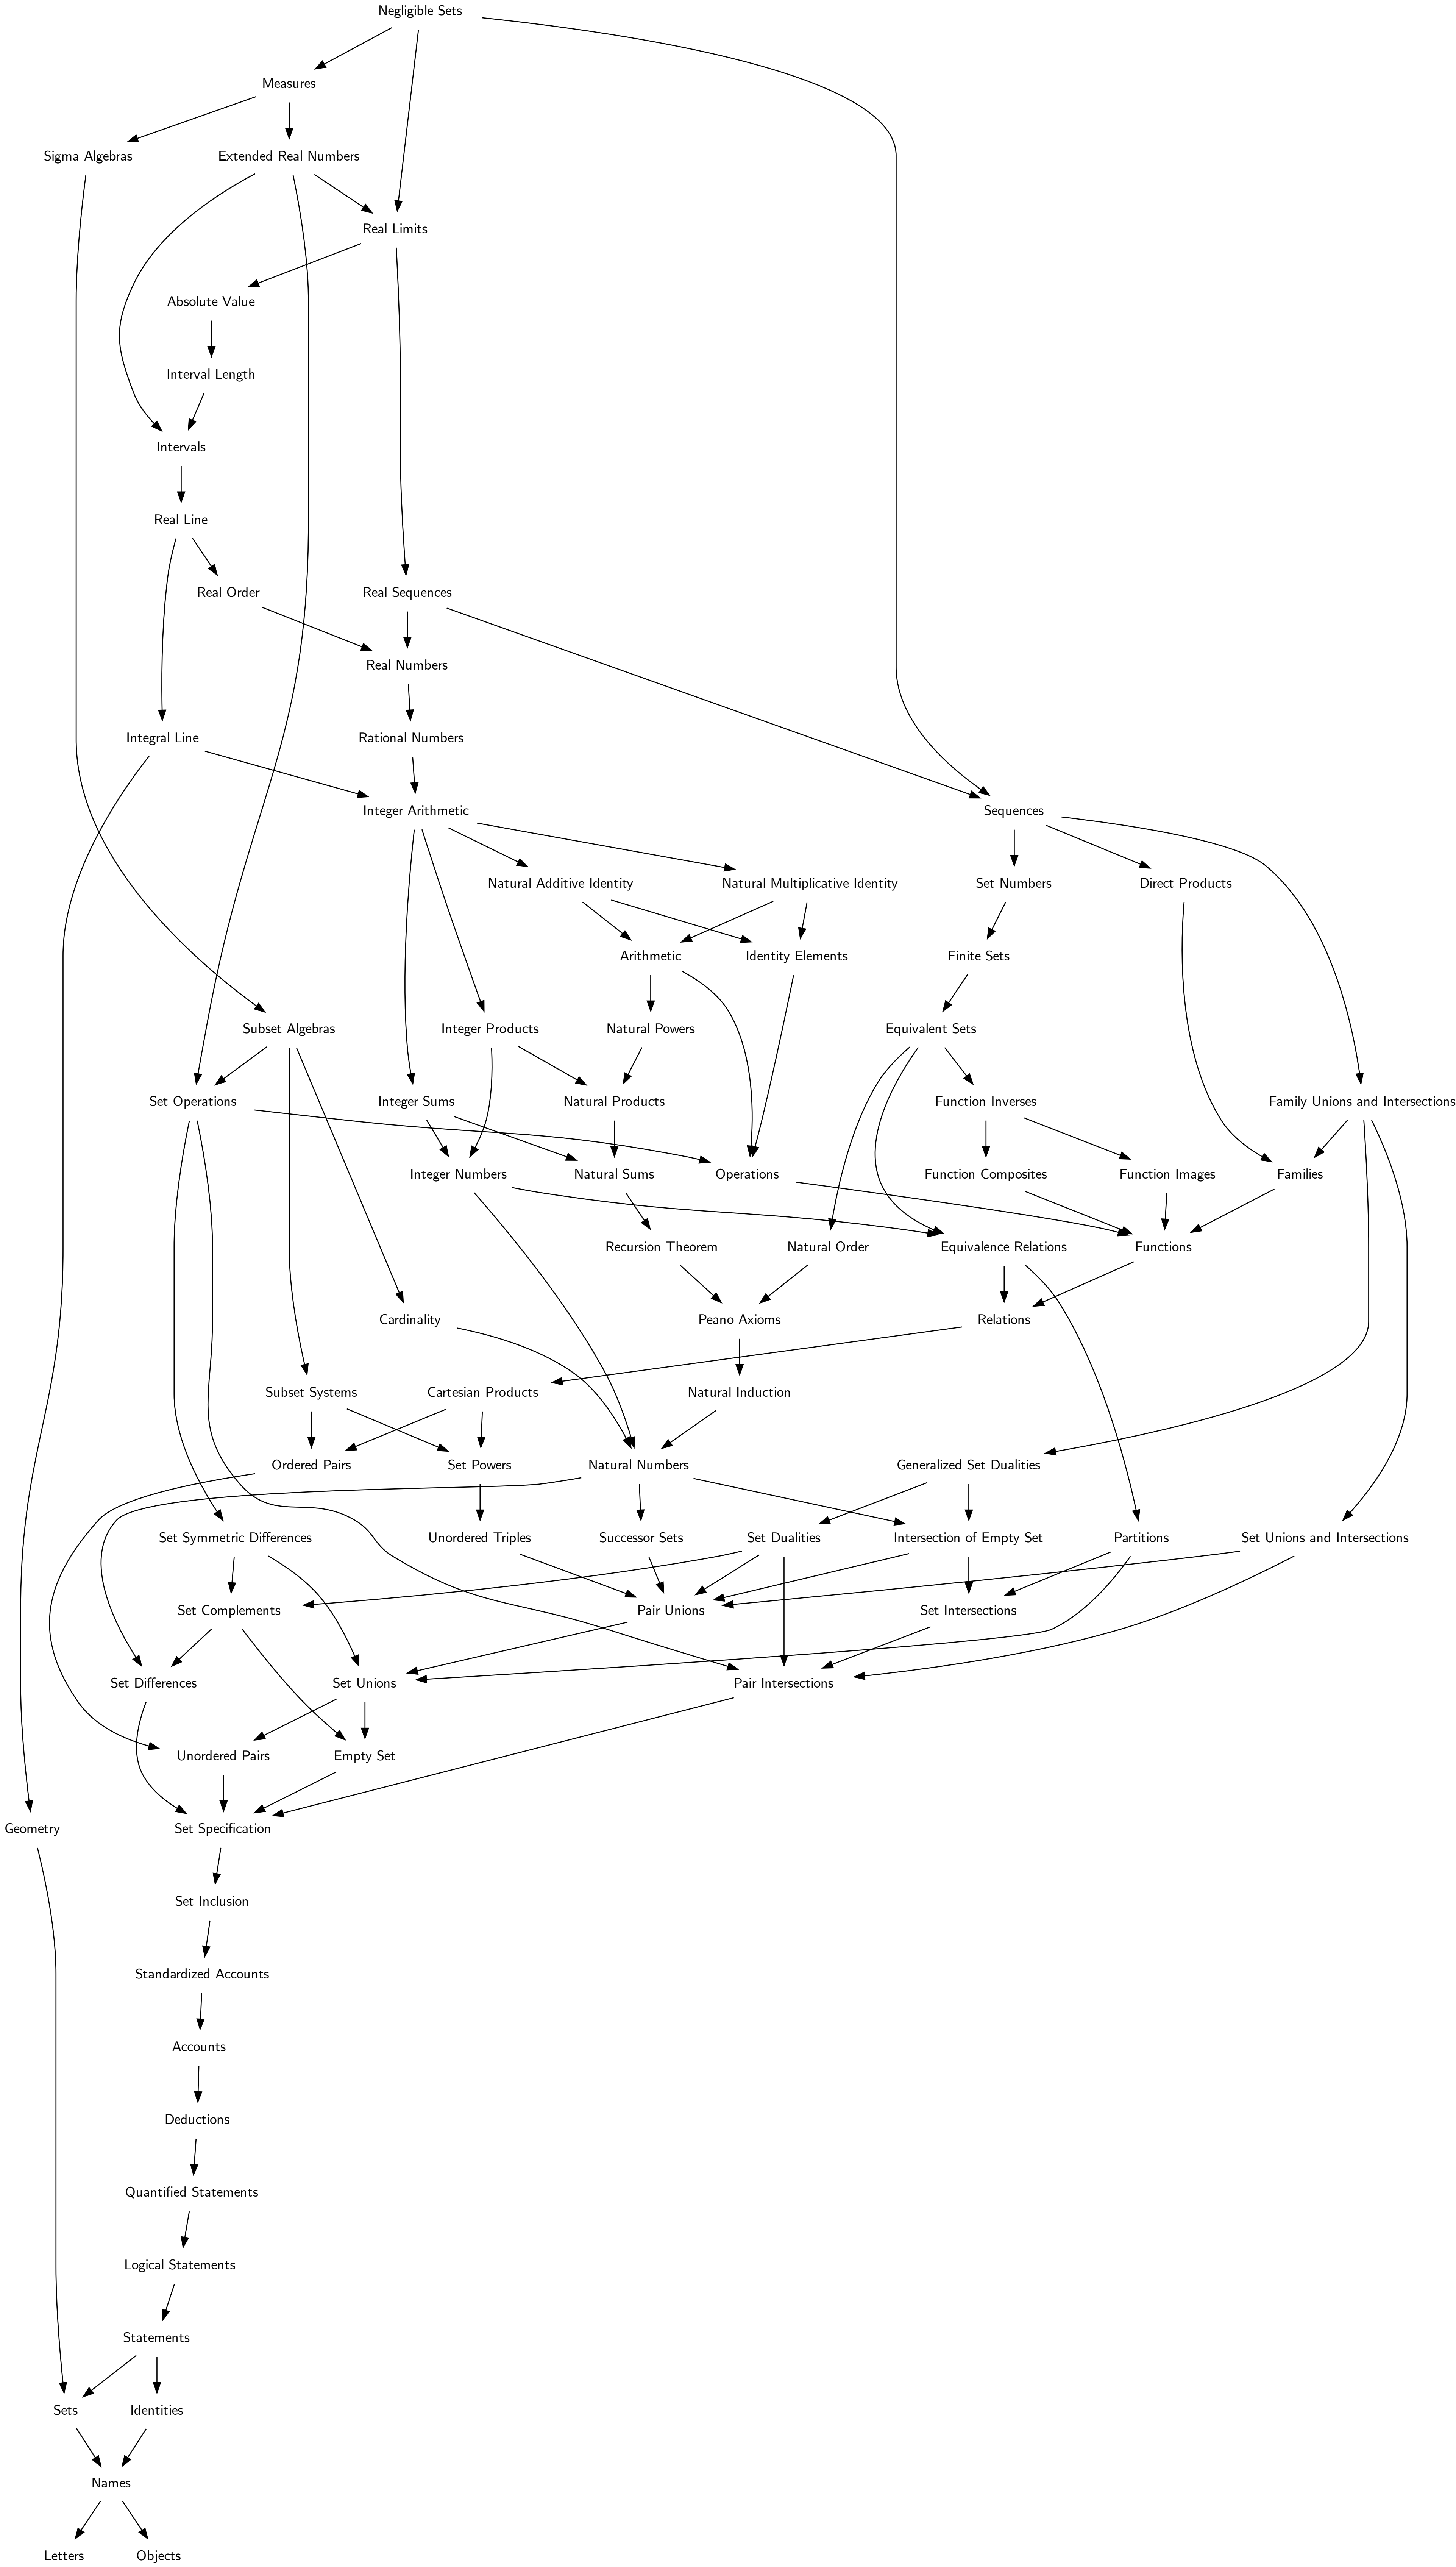 Negligible Sets
Measures
Sigma Algebras
Extended Real Numbers
Real Limits
Absolute Value
Interval Length
Intervals
Real Line
Real Order
Real Sequences
Real Numbers
Integral Line
Rational Numbers
Integer Arithmetic
Sequences
Natural Additive Identity
Natural Multiplicative Identity
Set Numbers
Direct Products
Arithmetic
Identity Elements
Finite Sets
Subset Algebras
Integer Products
Natural Powers
Equivalent Sets
Set Operations
Integer Sums
Natural Products
Function Inverses
Family Unions and Intersections
Integer Numbers
Natural Sums
Operations
Function Composites
Function Images
Families
Recursion Theorem
Natural Order
Equivalence Relations
Functions
Cardinality
Peano Axioms
Relations
Subset Systems
Cartesian Products
Natural Induction
Ordered Pairs
Set Powers
Natural Numbers
Generalized Set Dualities
Set Symmetric Differences
Unordered Triples
Successor Sets
Set Dualities
Intersection of Empty Set
Partitions
Set Unions and Intersections
Set Complements
Pair Unions
Set Intersections
Set Differences
Set Unions
Pair Intersections
Unordered Pairs
Empty Set
Geometry
Set Specification
Set Inclusion
Standardized Accounts
Accounts
Deductions
Quantified Statements
Logical Statements
Statements
Sets
Identities
Names
Letters
Objects